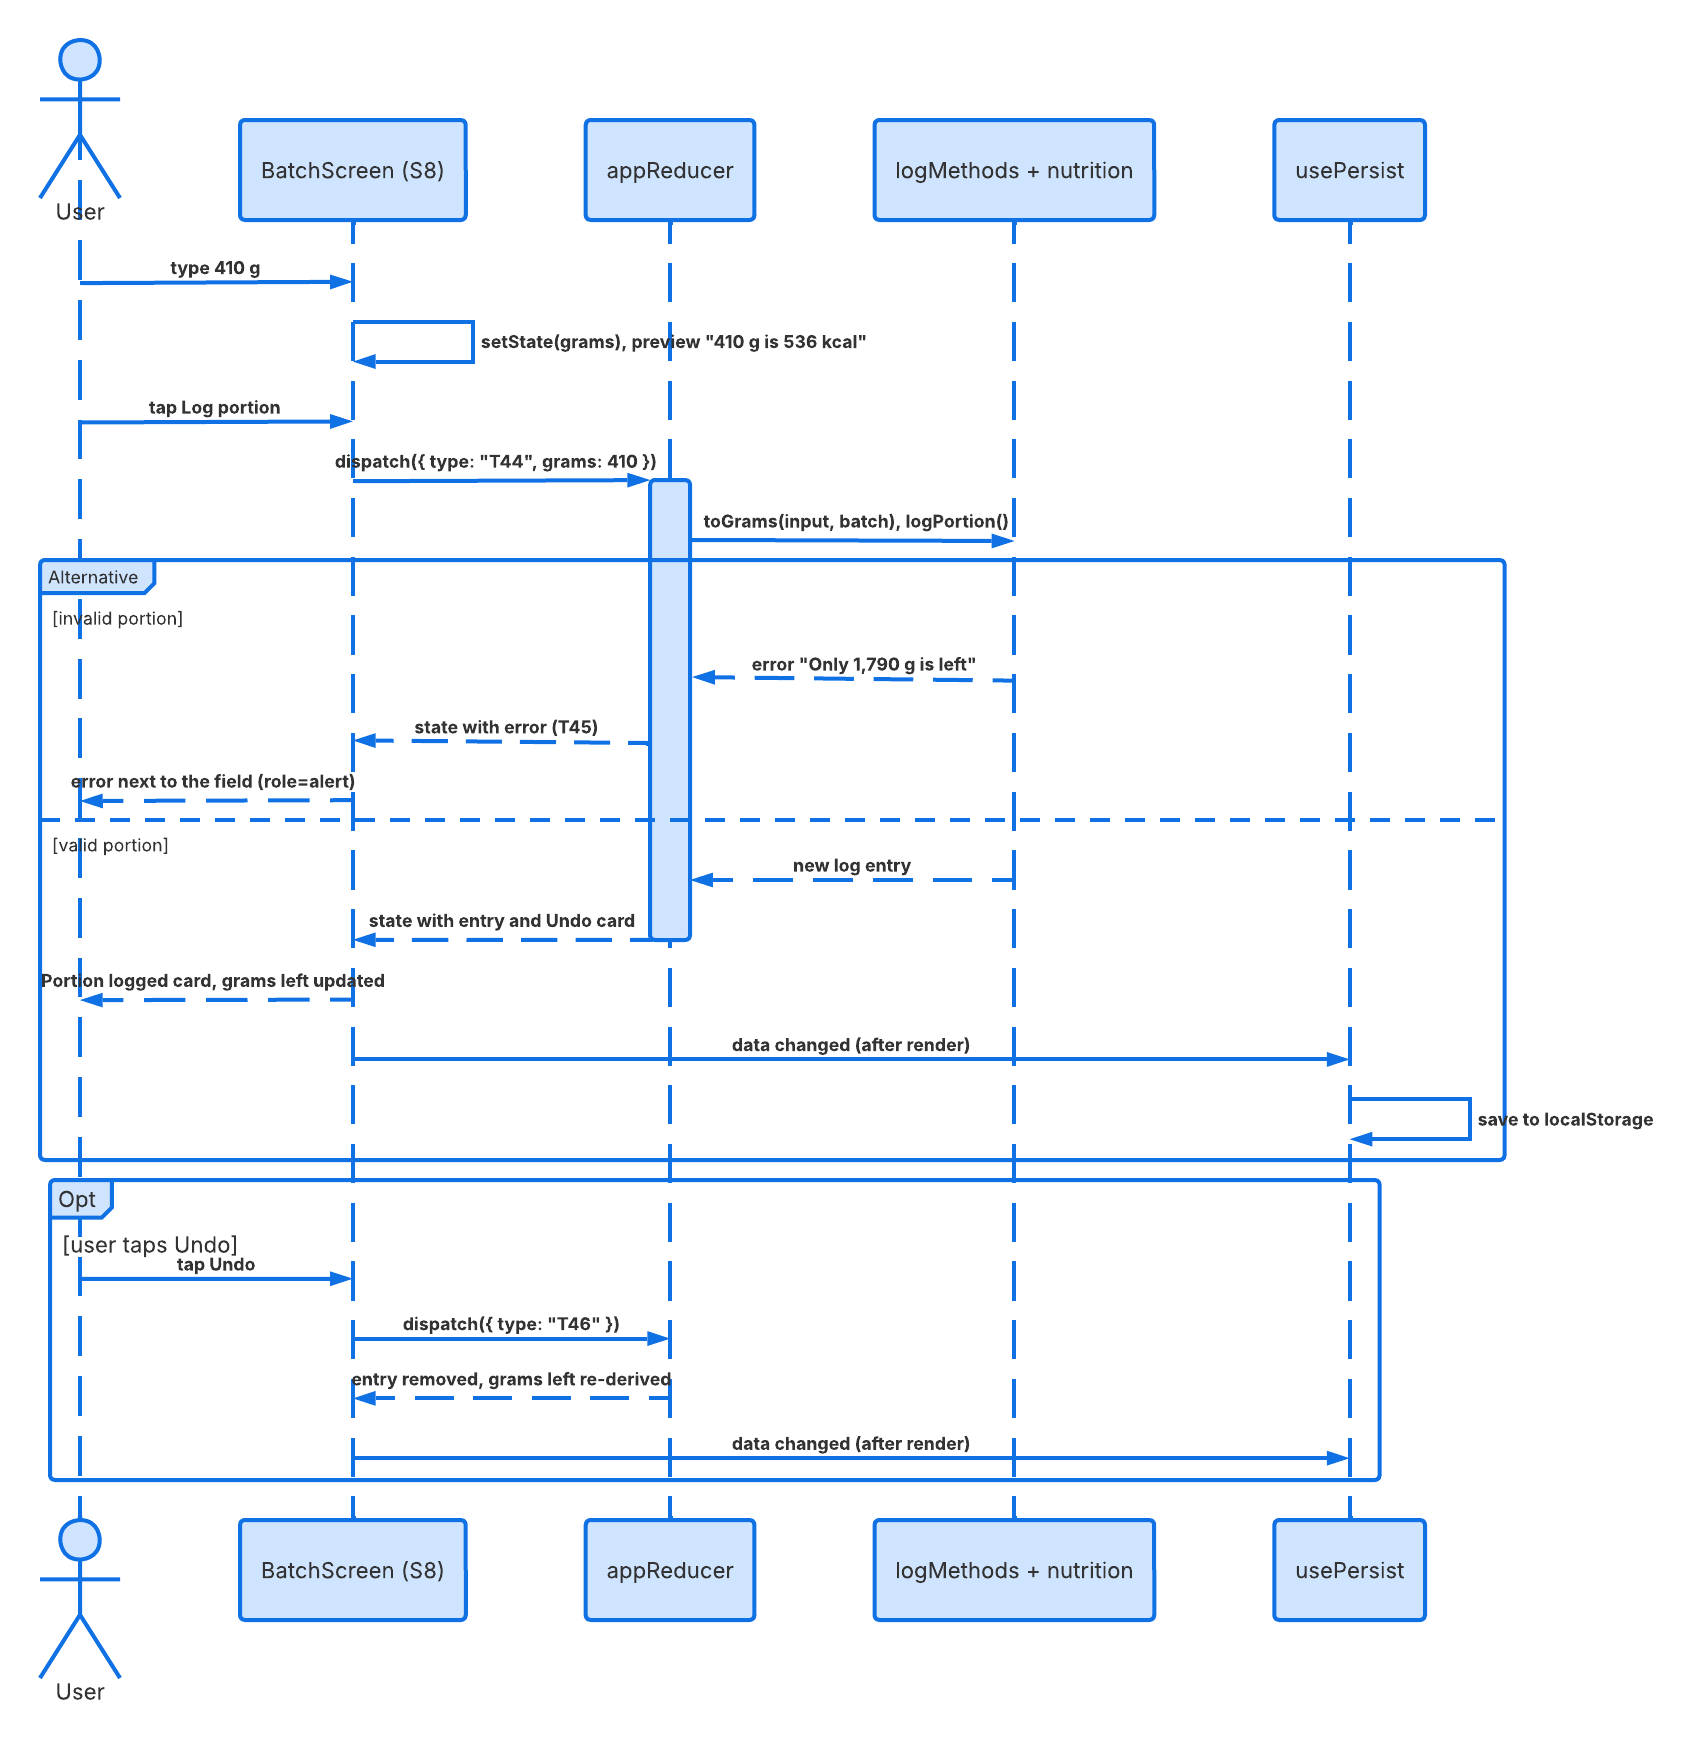 User
BatchScreen (S8)
appReducer
logMethods + nutrition
usePersist
type 410 g
setState(grams), preview "410 g is 536 kcal"
tap Log portion
dispatch({ type: "T44", grams: 410 })
toGrams(input, batch), logPortion()
Alternative
[invalid portion]
error "Only 1,790 g is left"
state with error (T45)
error next to the field (role=alert)
[valid portion]
new log entry
state with entry and Undo card
Portion logged card, grams left updated
data changed (after render)
save to localStorage
Opt
[user taps Undo]
tap Undo
dispatch({ type: "T46" })
entry removed, grams left re-derived
data changed (after render)
BatchScreen (S8)
appReducer
logMethods + nutrition
usePersist
User